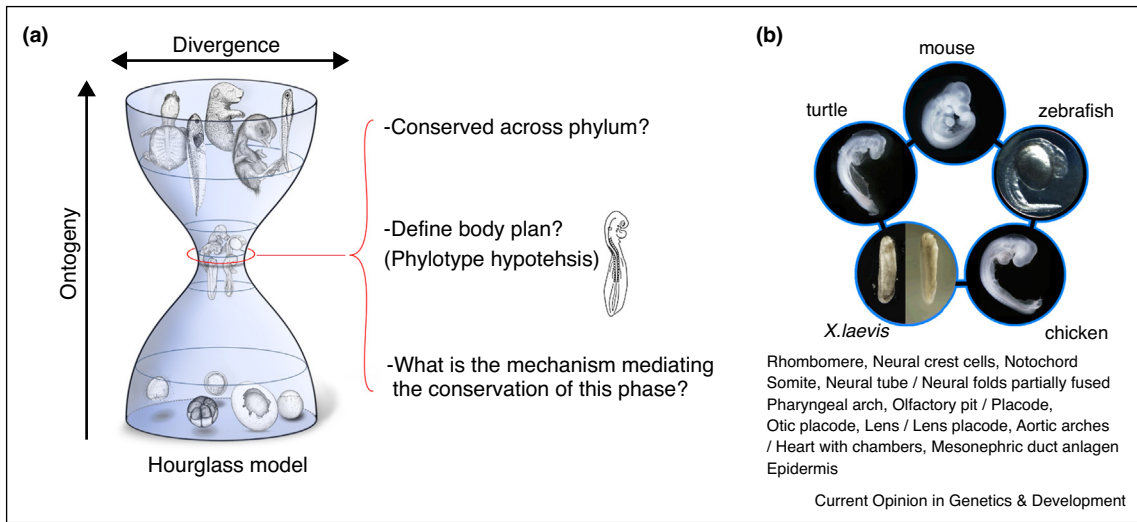 (a)
Divergence
Ontogeny
Hourglass model
-Conserved across phylum?
-Define body plan?
(Phylotype hypotehsis)
-What is the mechanism mediating
the conservation of this phase?
(b)
mouse
turtle
zebrafish
X.laevis
chicken
Rhombomere, Neural crest cells, Notochord
Somite, Neural tube / Neural folds partially fused
Pharyngeal arch, Olfactory pit / Placode,
Otic placode, Lens / Lens placode, Aortic arches
/ Heart with chambers, Mesonephric duct anlagen
Epidermis
Current Opinion in Genetics & Development